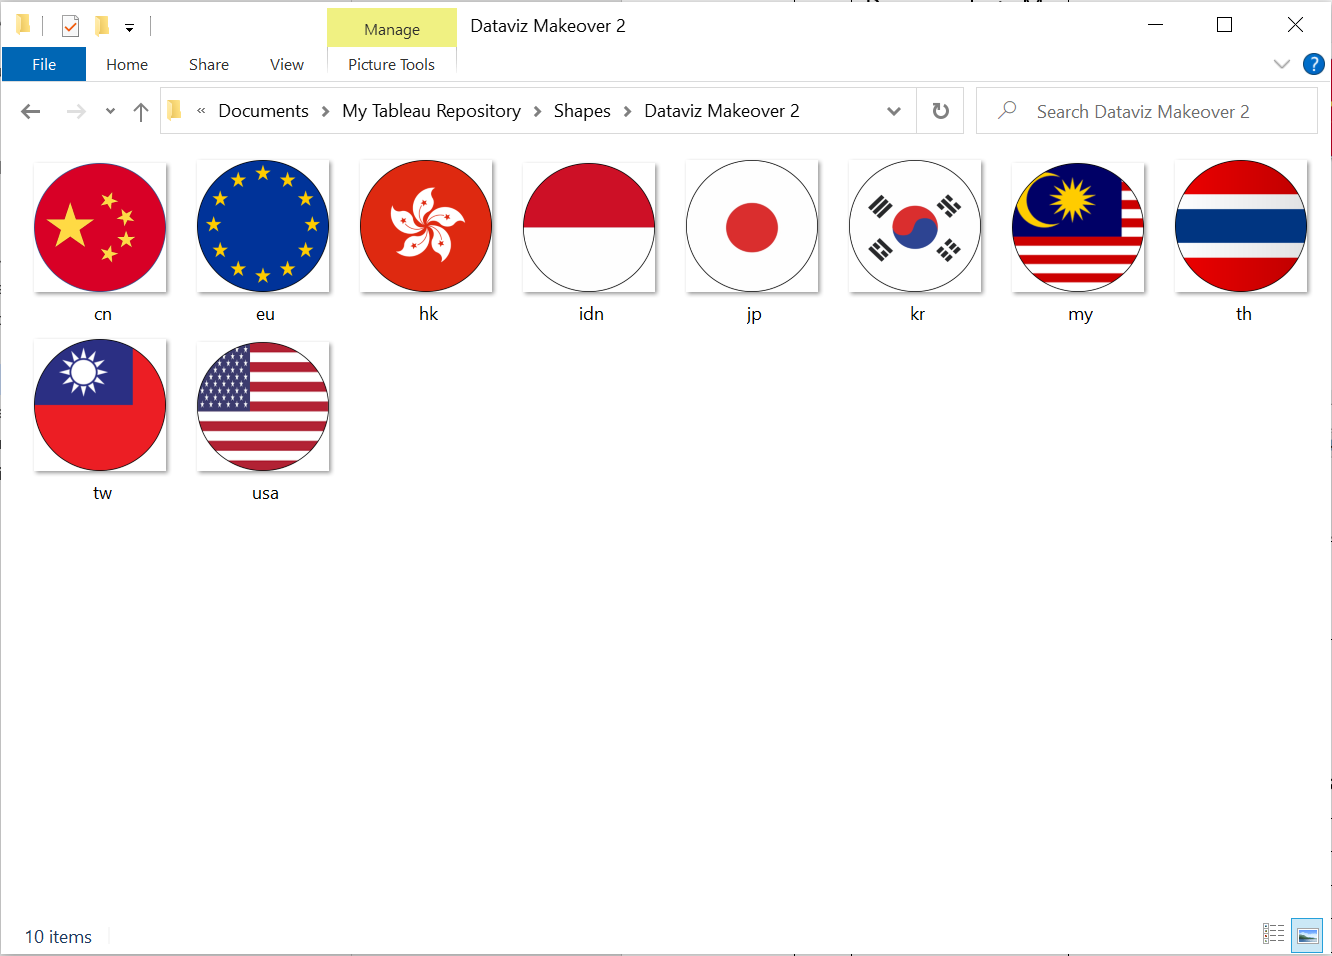 Manage
Dataviz Makeover 2
File
Home
Share
View
Picture Tools
?
« Documents > My Tableau Repository > Shapes > Dataviz Makeover 2
Search Dataviz Makeover 2
cn
eu
hk
idn
jp
kr
my
th
tw
usa
10 items